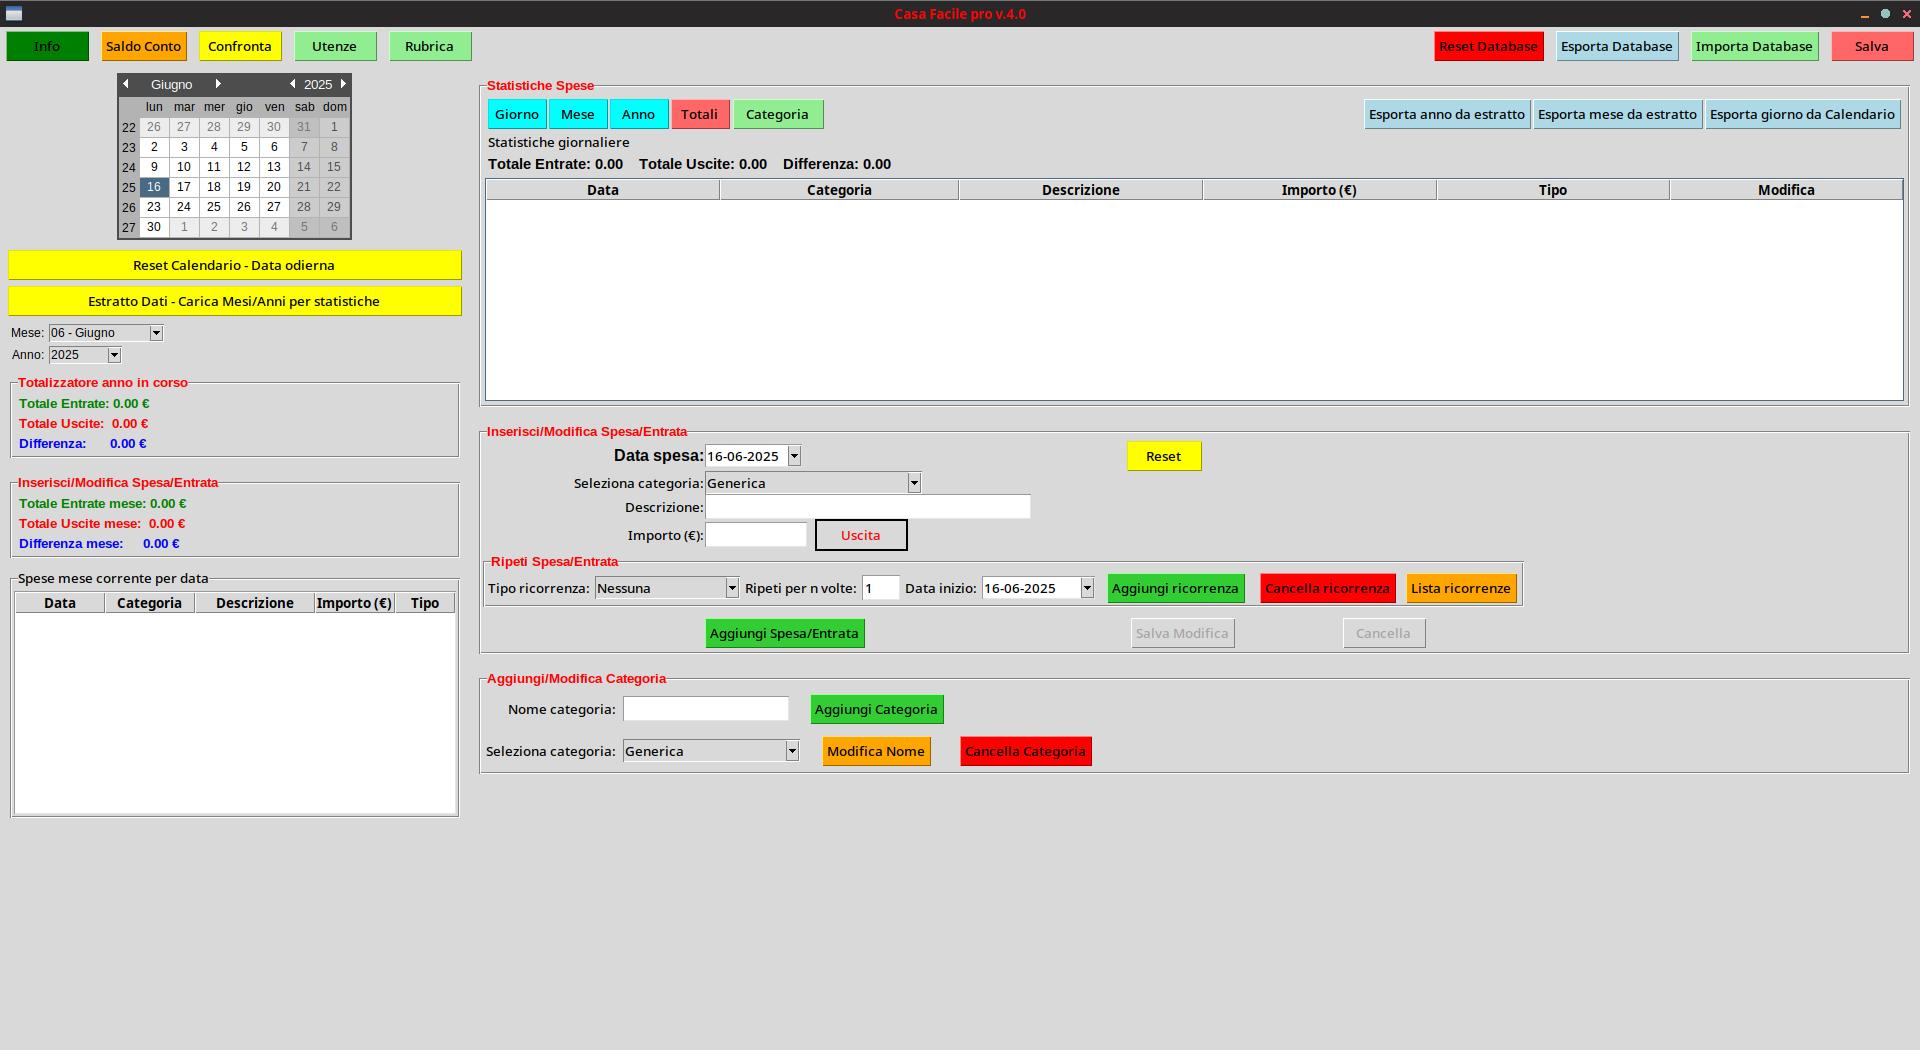 Casa Facile pro v.4.0
Info Saldo Conto Confronta Utenze Rubrica Reset Database Esporta Database Importa Database Salva
Giugno 2025
lun mar mer gio ven sab dom
22 26 27 28 29 30 31 1
23 2 3 4 5 6 7 8
24 9 10 11 12 13 14 15
25 16 17 18 19 20 21 22
26 23 24 25 26 27 28 29
27 30 1 2 3 4 5 6
Reset Calendario - Data odierna
Estratto Dati - Carica Mesi/Anni per statistiche
Mese: 06 - Giugno
Anno: 2025
Totalizzatore anno in corso
Totale Entrate: 0.00 €
Totale Uscite: 0.00 €
Differenza: 0.00 €
Inserisci/Modifica Spesa/Entrata
Totale Entrate mese: 0.00 €
Totale Uscite mese: 0.00 €
Differenza mese: 0.00 €
Spese mese corrente per data
Data Categoria Descrizione Importo (€) Tipo
Statistiche Spese
Giorno Mese Anno Totali Categoria Esporta anno da estratto Esporta mese da estratto Esporta giorno da Calendario
Statistiche giornaliere
Totale Entrate: 0.00 Totale Uscite: 0.00 Differenza: 0.00
Data Categoria Descrizione Importo (€) Tipo Modifica
Inserisci/Modifica Spesa/Entrata
Data spesa: 16-06-2025 Reset
Seleziona categoria: Generica
Descrizione:
Importo (€): Uscita
Ripeti Spesa/Entrata
Tipo ricorrenza: Nessuna Ripeti per n volte: 1 Data inizio: 16-06-2025 Aggiungi ricorrenza Cancella ricorrenza Lista ricorrenze
Aggiungi Spesa/Entrata Salva Modifica Cancella
Aggiungi/Modifica Categoria
Nome categoria: Aggiungi Categoria
Seleziona categoria: Generica Modifica Nome Cancella Categoria